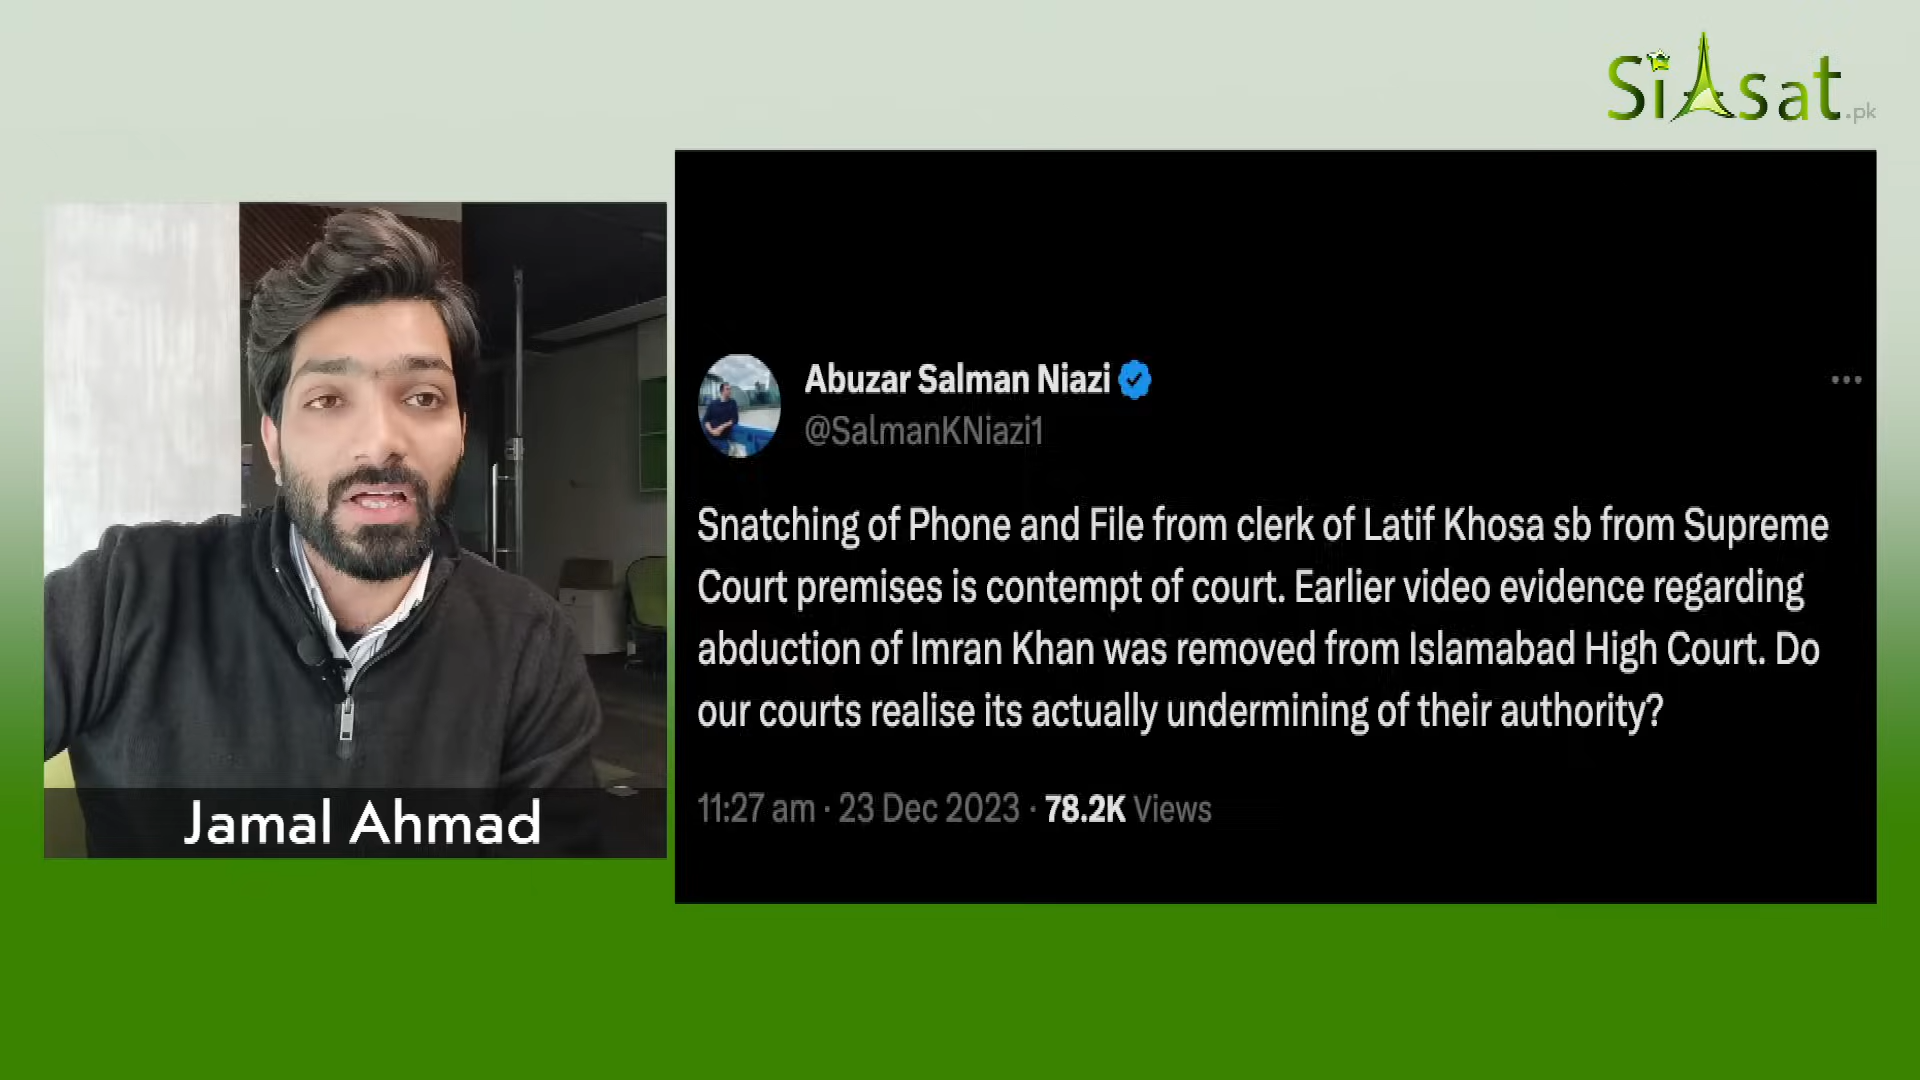 SiAsat.pk
Abuzar Salman Niazi
@SalmanKNiazi1
Snatching of Phone and File from clerk of Latif Khosa sb from Supreme
Court premises is contempt of court. Earlier video evidence regarding
abduction of Imran Khan was removed from Islamabad High Court. Do
our courts realise its actually undermining of their authority?
11:27 am · 23 Dec 2023 · 78.2K Views
Jamal Ahmad